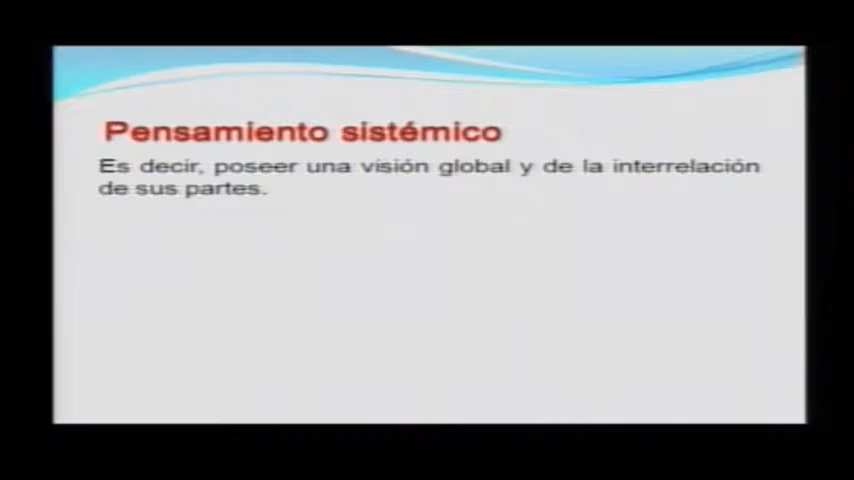 Pensamiento sistémico
Es decir, poseer una visión global y de la interrelación
de sus partes.